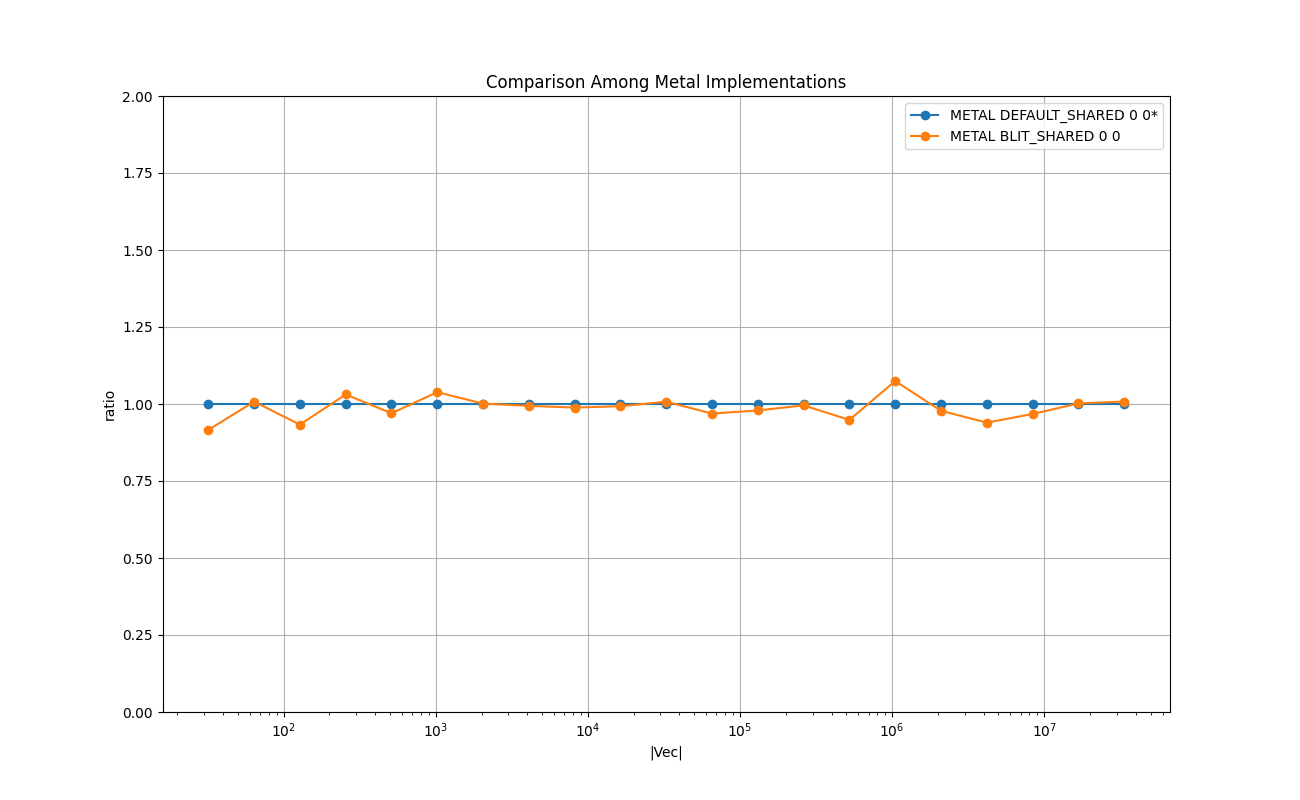 Comparison Among Metal Implementations
METAL DEFAULT_SHARED 0 0*
METAL BLIT_SHARED 0 0
2.00
1.75
1.50
1.25
1.00
0.75
0.50
0.25
0.00
ratio
10² 10³ 10⁴ 10⁵ 10⁶ 10⁷
|Vec|